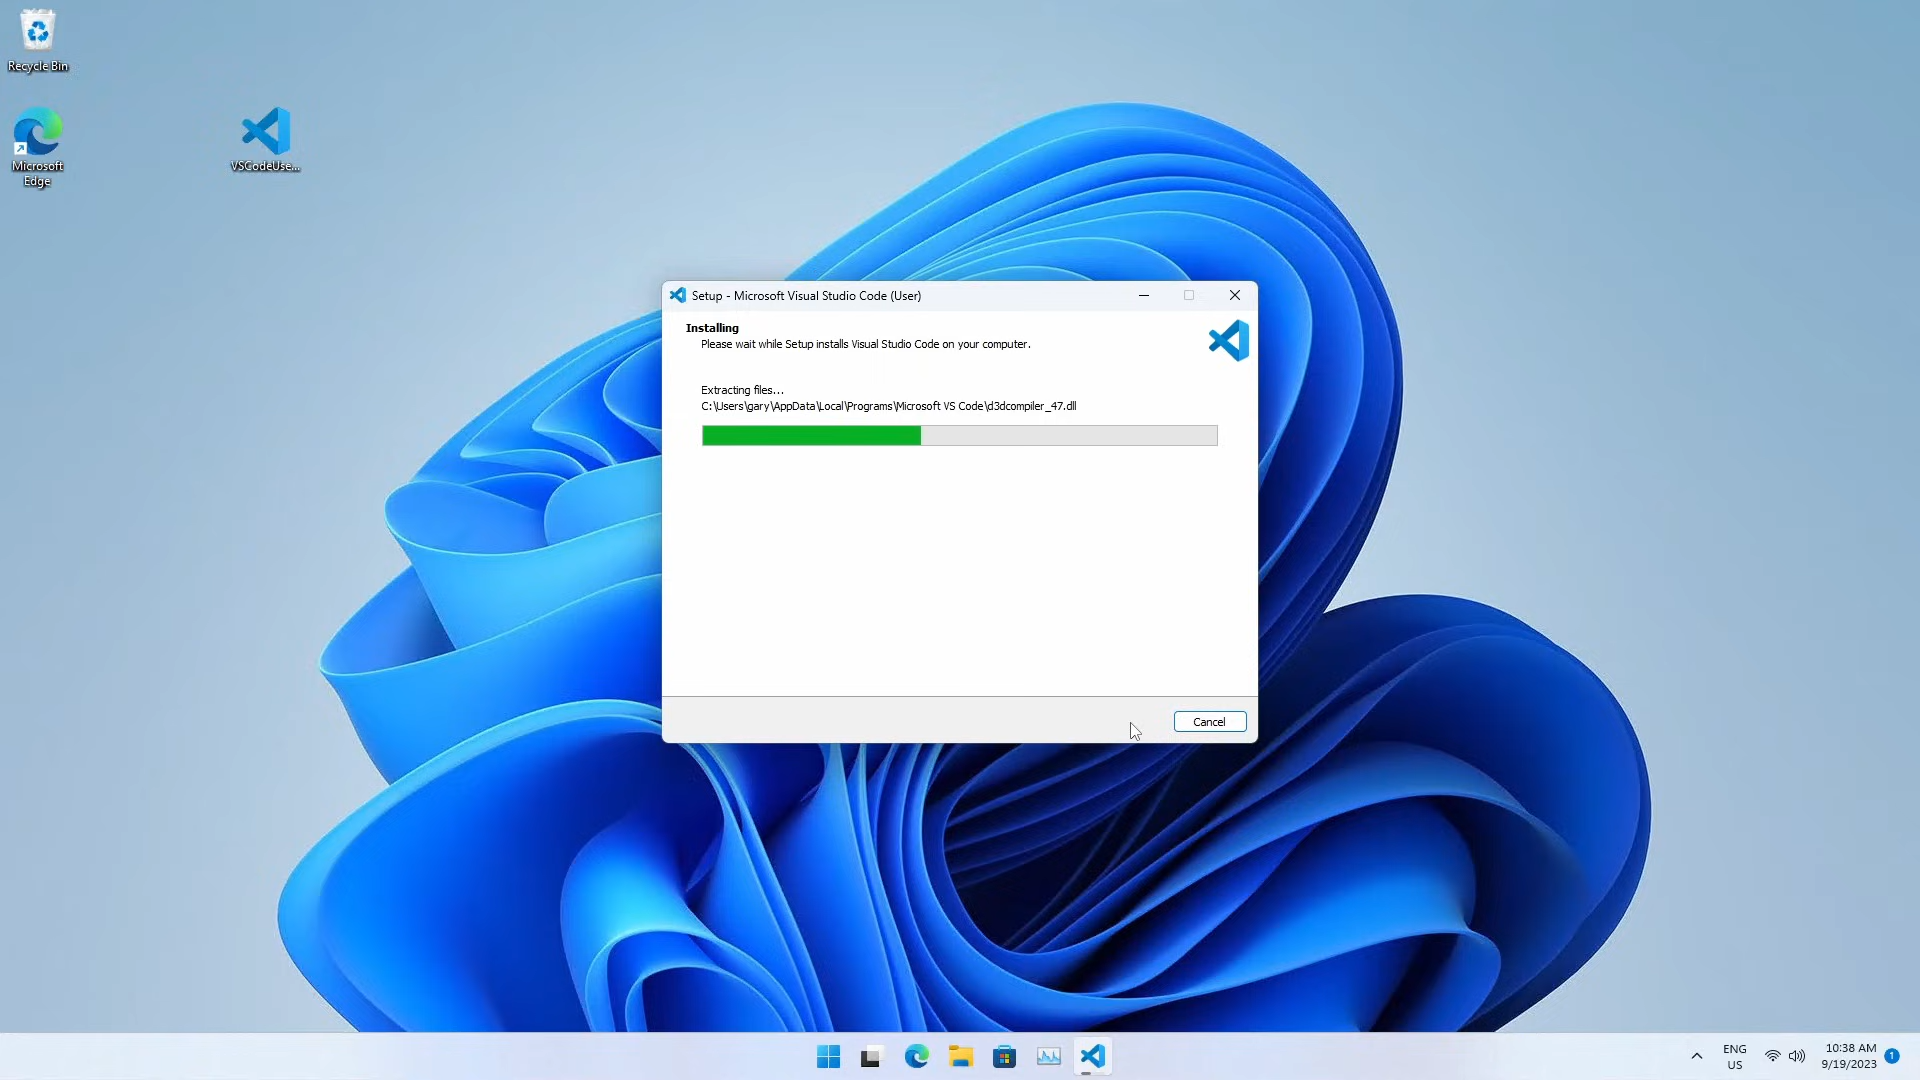 Recycle Bin
Microsoft
Edge
VSCodeUse...
Setup - Microsoft Visual Studio Code (User)
Installing
Please wait while Setup installs Visual Studio Code on your computer.
Extracting files...
C:\Users\gary\AppData\Local\Programs\Microsoft VS Code\d3dcompiler_47.dll
Cancel
ENG
US
10:38 AM
9/19/2023
1